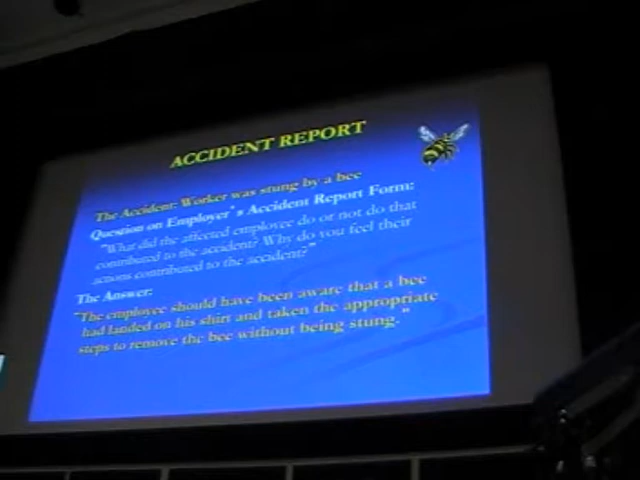 ACCIDENT REPORT
The Accident: Worker was stung by a bee
Question on Employer's Accident Report Form:
"What did the affected employee do or not do that
contributed to the accident? Why do you feel their
actions contributed to the accident?"
The Answer:
"The employee should have been aware that a bee
had landed on his shirt and taken the appropriate
steps to remove the bee without being stung."